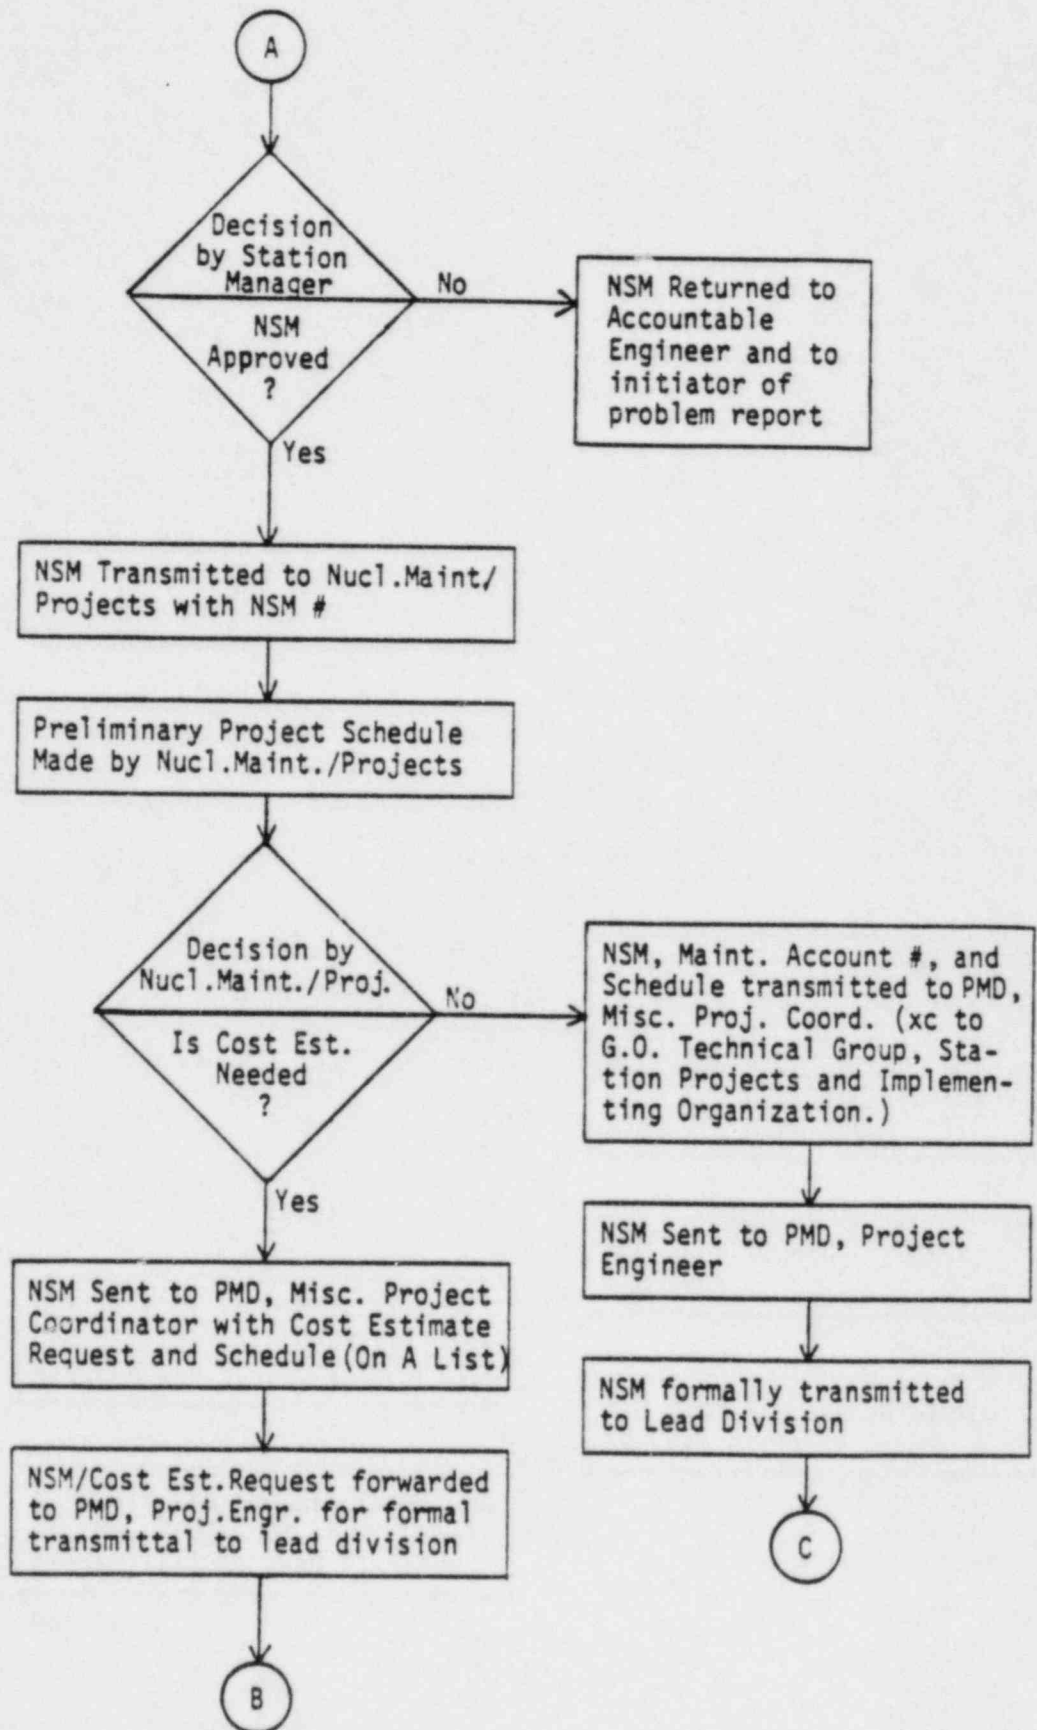 A
Decision
by Station
Manager
NSM
Approved
?
No
NSM Returned to
Accountable
Engineer and to
initiator of
problem report
Yes
NSM Transmitted to Nucl.Maint/
Projects with NSM #
Preliminary Project Schedule
Made by Nucl.Maint./Projects
Decision by
Nucl.Maint./Proj.
Is Cost Est.
Needed
?
No
NSM, Maint. Account #, and
Schedule transmitted to PMD,
Misc. Proj. Coord. (xc to
G.O. Technical Group, Sta-
tion Projects and Implemen-
ting Organization.)
Yes
NSM Sent to PMD, Project
Engineer
NSM Sent to PMD, Misc. Project
Coordinator with Cost Estimate
Request and Schedule(On A List)
NSM formally transmitted
to Lead Division
NSM/Cost Est.Request forwarded
to PMD, Proj.Engr. for formal
transmittal to lead division
C
B